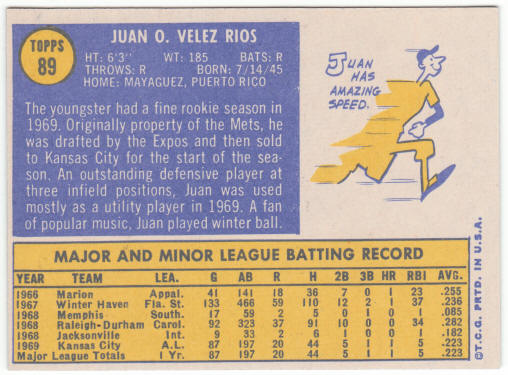 TOPPS
89
JUAN O. VELEZ RIOS
HT: 6'3" WT: 185 BATS: R
THROWS: R BORN: 7/14/45
HOME: MAYAGUEZ, PUERTO RICO
The youngster had a fine rookie season in
1969. Originally property of the Mets, he
was drafted by the Expos and then sold
to Kansas City for the start of the sea-
son. An outstanding defensive player at
three infield positions, Juan was used
mostly as a utility player in 1969. A fan
of popular music, Juan played winter ball.
JUAN
HAS
AMAZING
SPEED.
MAJOR AND MINOR LEAGUE BATTING RECORD
YEAR TEAM LEA. G AB R H 2B 3B HR RBI AVG.
1966 Marion Appal. 41 141 18 36 7 0 1 23 .255
1967 Winter Haven Fla. St. 133 466 59 110 12 2 1 37 .236
1968 Memphis South. 17 59 2 5 0 0 0 1 .085
1968 Raleigh-Durham Carol. 92 323 37 91 10 0 0 34 .282
1968 Jacksonville Int. 9 33 2 6 1 0 0 1 .182
1969 Kansas City A.L. 87 197 20 44 5 2 1 5 .223
Major League Totals 1 Yr. 87 197 20 44 5 2 1 5 .223
©T.C.G. PRTD. IN U.S.A.